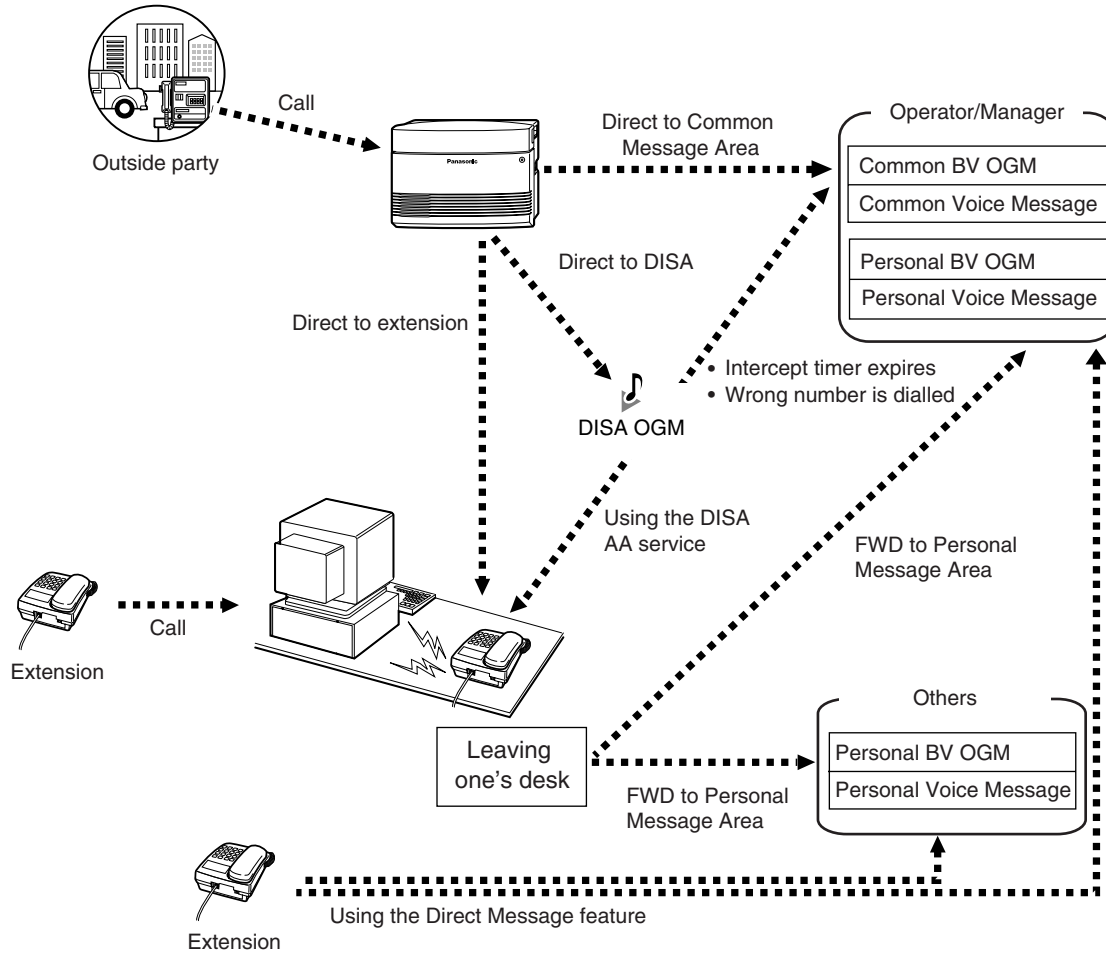 Call
Outside party
Panasonic
Direct to Common
Message Area
Operator/Manager
Common BV OGM
Common Voice Message
Personal BV OGM
Personal Voice Message
Direct to DISA
Direct to extension
• Intercept timer expires
• Wrong number is dialled
DISA OGM
Using the DISA
AA service
FWD to Personal
Message Area
Call
Extension
Leaving
one's desk
FWD to Personal
Message Area
Others
Personal BV OGM
Personal Voice Message
Using the Direct Message feature
Extension